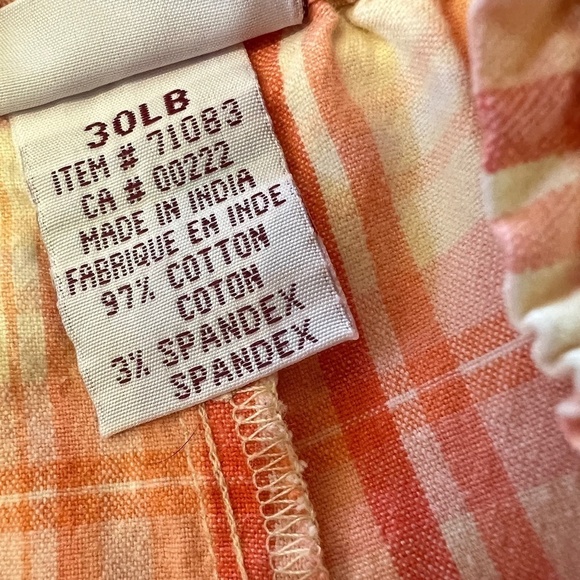 30LB
ITEM # 71083
CA # 00222
MADE IN INDIA
FABRIQUE EN INDE
97% COTTON
COTON
3% SPANDEX
SPANDEX